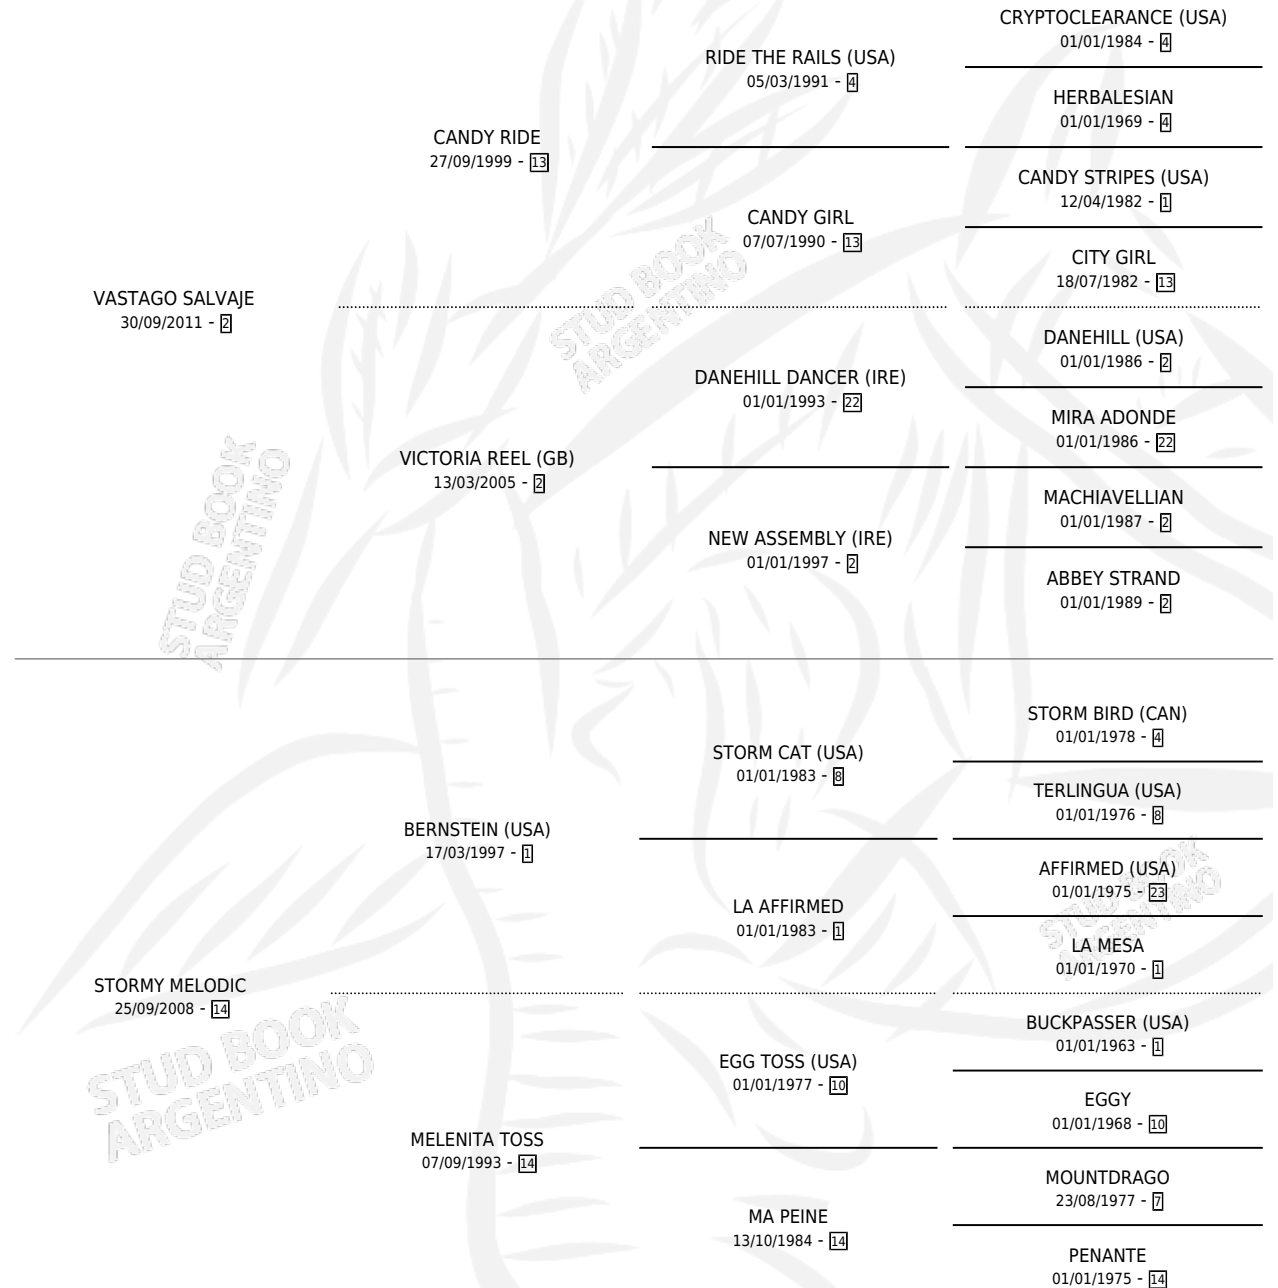 CRYPTOCLEARANCE (USA)
01/01/1984 - 4
RIDE THE RAILS (USA)
05/03/1991 - 4
HERBALESIAN
01/01/1969 - 4
CANDY RIDE
27/09/1999 - 13
CANDY STRIPES (USA)
12/04/1982 - 1
CANDY GIRL
07/07/1990 - 13
CITY GIRL
18/07/1982 - 13
VASTAGO SALVAJE
30/09/2011 - 2
DANEHILL (USA)
01/01/1986 - 2
DANEHILL DANCER (IRE)
01/01/1993 - 22
MIRA ADONDE
01/01/1986 - 22
VICTORIA REEL (GB)
13/03/2005 - 2
MACHIAVELLIAN
01/01/1987 - 2
NEW ASSEMBLY (IRE)
01/01/1997 - 2
ABBEY STRAND
01/01/1989 - 2
STORM BIRD (CAN)
01/01/1978 - 4
STORM CAT (USA)
01/01/1983 - 8
TERLINGUA (USA)
01/01/1976 - 8
BERNSTEIN (USA)
17/03/1997 - 1
AFFIRMED (USA)
01/01/1975 - 23
LA AFFIRMED
01/01/1983 - 1
LA MESA
01/01/1970 - 1
STORMY MELODIC
25/09/2008 - 14
BUCKPASSER (USA)
01/01/1963 - 1
EGG TOSS (USA)
01/01/1977 - 10
EGGY
01/01/1968 - 10
MELENITA TOSS
07/09/1993 - 14
MOUNTDRAGO
23/08/1977 - 7
MA PEINE
13/10/1984 - 14
PENANTE
01/01/1975 - 14
STUD BOOK
ARGENTINO
STUD BOOK
ARGENTINO
STUD BOOK
ARGENTINO
STUD BOOK
ARGENTINO